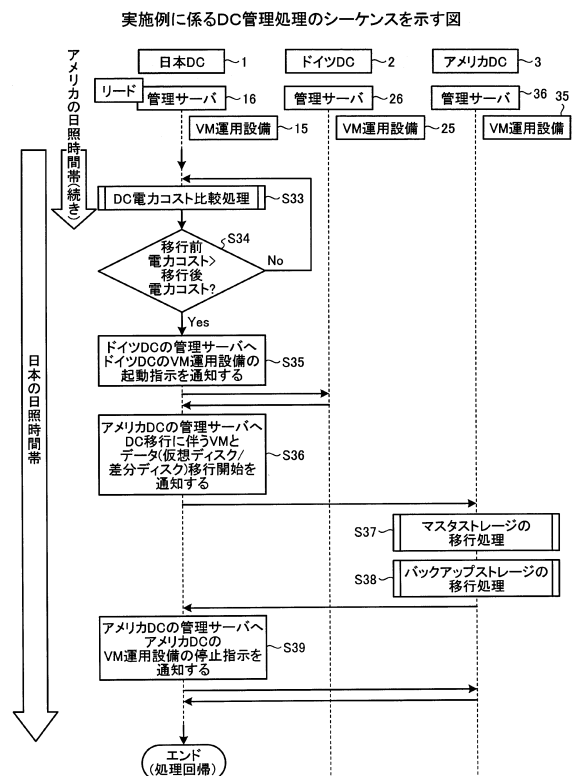 実施例に係るDC管理処理のシーケンスを示す図
日本DC
1
ドイツDC
2
アメリカDC
3
リード
管理サーバ
16
管理サーバ
26
管理サーバ
36
35
VM運用設備
15
VM運用設備
25
VM運用設備
アメリカの日照時間帯(続き)
日本の日照時間帯
DC電力コスト比較処理
S33
S34
移行前
電力コスト>
移行後
電力コスト?
No
Yes
ドイツDCの管理サーバへ
ドイツDCのVM運用設備の
起動指示を通知する
S35
アメリカDCの管理サーバへ
DC移行に伴うVMと
データ(仮想ディスク/
差分ディスク)移行開始を
通知する
S36
S37
マスタストレージの
移行処理
S38
バックアップストレージの
移行処理
アメリカDCの管理サーバへ
アメリカDCの
VM運用設備の停止指示を
通知する
S39
エンド
(処理回帰)